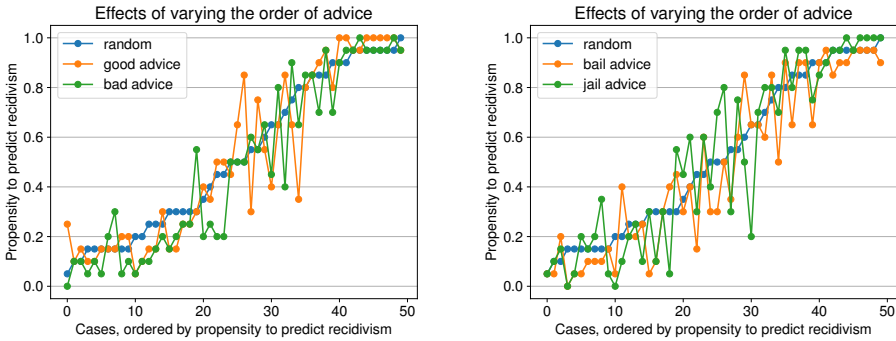 Effects of varying the order of advice
1.0
0.8
0.6
0.4
0.2
0.0
Propensity to predict recidivism
random
good advice
bad advice
0 10 20 30 40 50
Cases, ordered by propensity to predict recidivism
Effects of varying the order of advice
1.0
0.8
0.6
0.4
0.2
0.0
Propensity to predict recidivism
random
bail advice
jail advice
0 10 20 30 40 50
Cases, ordered by propensity to predict recidivism